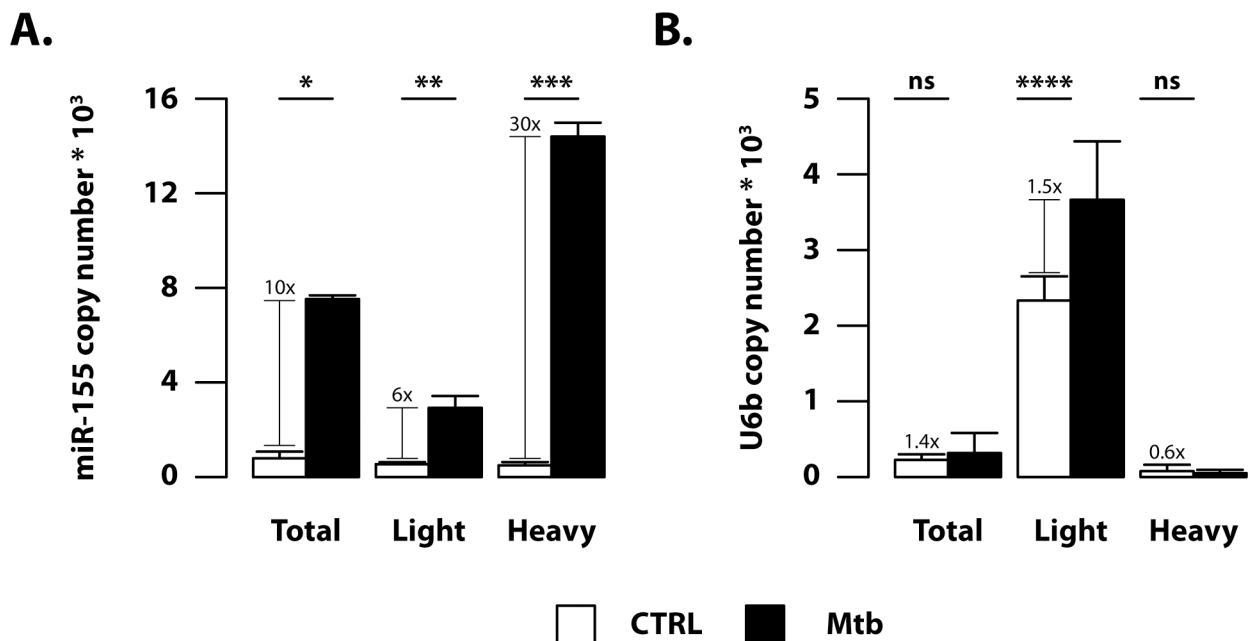 A.
miR-155 copy number * 10³
16
12
8
4
0
*
**
***
10x
6x
30x
Total
Light
Heavy
B.
U6b copy number * 10³
5
4
3
2
1
0
ns
****
ns
1.4x
1.5x
0.6x
Total
Light
Heavy
CTRL
Mtb